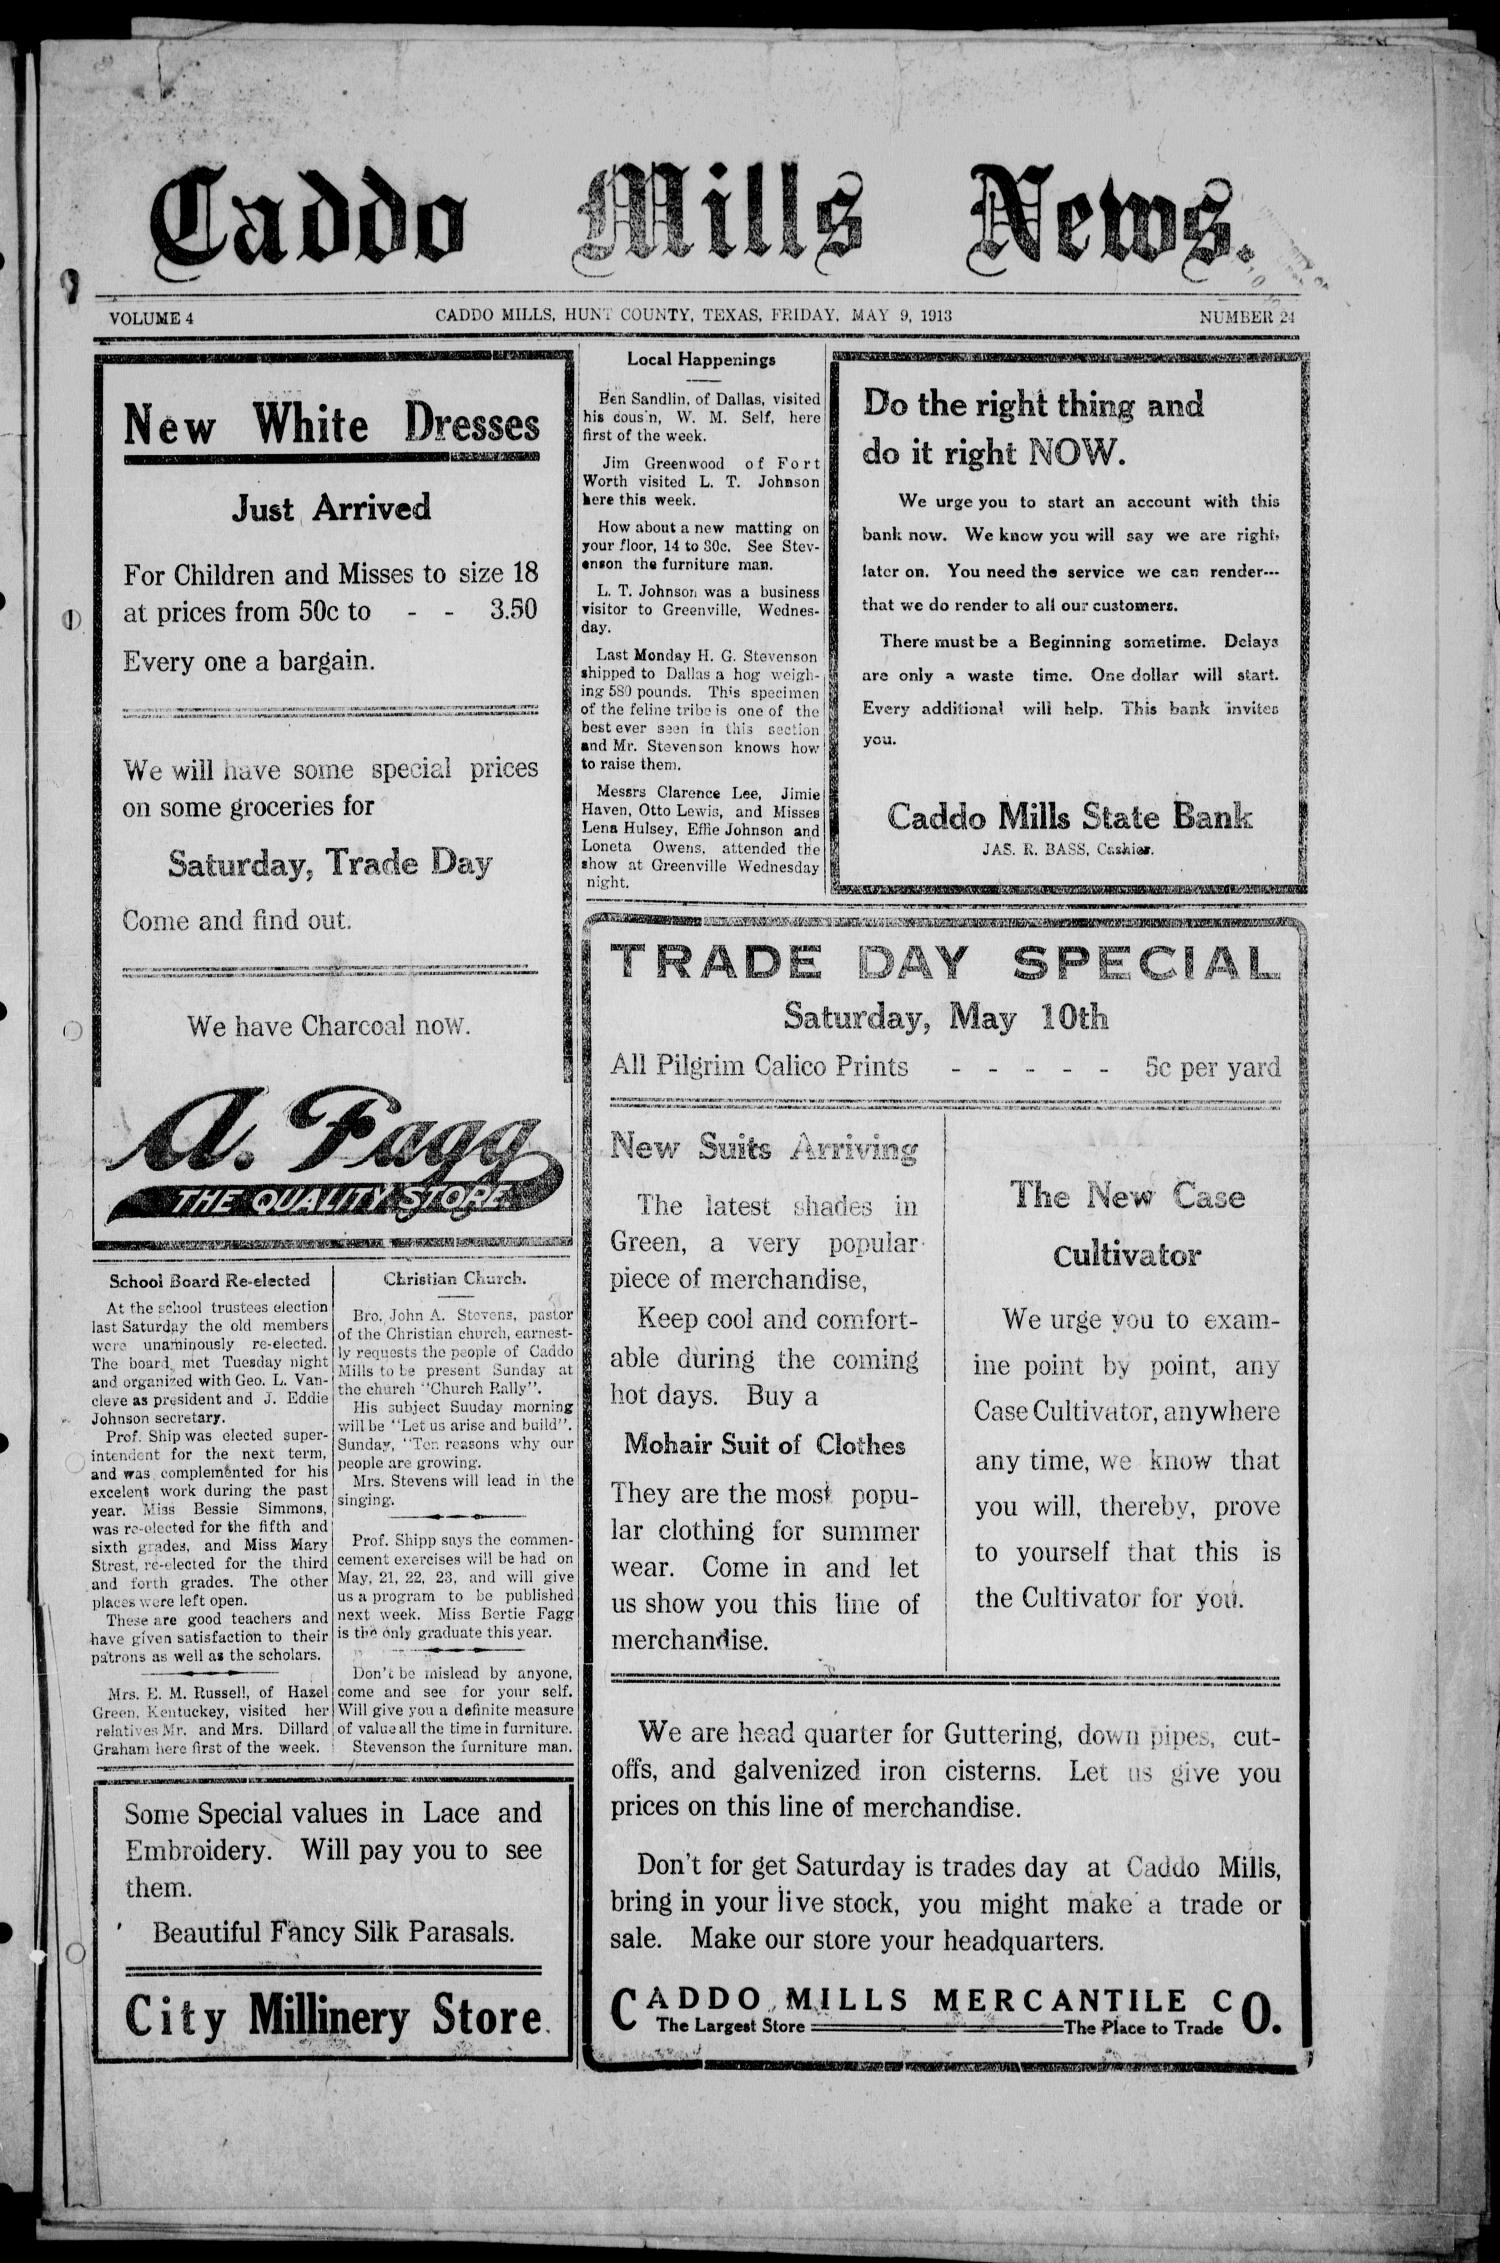 Caddo Mills News.
VOLUME 4
CADDO MILLS, HUNT COUNTY, TEXAS, FRIDAY, MAY 9, 1913
NUMBER 24
New White Dresses
Just Arrived
For Children and Misses to size 18
at prices from 50c to - - 3.50
Every one a bargain.
We will have some special prices
on some groceries for
Saturday, Trade Day
Come and find out.
We have Charcoal now.
A. Fagg
THE QUALITY STORE
School Board Re-elected
At the school trustees election
last Saturday the old members
were unaminously re-elected.
The board met Tuesday night
and organized with Geo. L. Van-
cleve as president and J. Eddie
Johnson secretary.
Prof. Ship was elected super-
intendent for the next term,
and was complemented for his
excelent work during the past
year. Miss Bessie Simmons,
was re-elected for the fifth and
sixth grades, and Miss Mary
Strest, re-elected for the third
and forth grades. The other
places were left open.
These are good teachers and
have given satisfaction to their
patrons as well as the scholars.
Mrs. E. M. Russell, of Hazel
Green, Kentuckey, visited her
relatives Mr. and Mrs. Dillard
Graham here first of the week.
Christian Church.
Bro. John A. Stevens, pastor
of the Christian church, earnest-
ly requests the people of Caddo
Mills to be present Sunday at
the church "Church Rally".
His subject Suuday morning
will be "Let us arise and build".
Sunday, "Ten reasons why our
people are growing.
Mrs. Stevens will lead in the
singing.
Prof. Shipp says the commen-
cement exercises will be had on
May, 21, 22, 23, and will give
us a program to be published
next week. Miss Bertie Fagg
is the only graduate this year.
Don't be mislead by anyone,
come and see for your self.
Will give you a definite measure
of value all the time in furniture.
Stevenson the furniture man.
Some Special values in Lace and
Embroidery. Will pay you to see
them.
Beautiful Fancy Silk Parasals.
City Millinery Store.
Local Happenings
Ben Sandlin, of Dallas, visited
his cous'n, W. M. Self, here
first of the week.
Jim Greenwood of Fort
Worth visited L. T. Johnson
here this week.
How about a new matting on
your floor, 14 to 30c. See Stev-
enson the furniture man.
L. T. Johnson was a business
visitor to Greenville, Wednes-
day.
Last Monday H. G. Stevenson
shipped to Dallas a hog weigh-
ing 580 pounds. This specimen
of the feline tribe is one of the
best ever seen in this section
and Mr. Stevenson knows how
to raise them.
Messrs Clarence Lee, Jimie
Haven, Otto Lewis, and Misses
Lena Hulsey, Effie Johnson and
Loneta Owens, attended the
show at Greenville Wednesday
night.
Do the right thing and
do it right NOW.
We urge you to start an account with this
bank now. We know you will say we are right,
later on. You need the service we can render---
that we do render to all our customers.
There must be a Beginning sometime. Delays
are only a waste time. One dollar will start.
Every additional will help. This bank invites
you.
Caddo Mills State Bank
JAS. R. BASS, Cashier.
TRADE DAY SPECIAL
Saturday, May 10th
All Pilgrim Calico Prints - - - - - 5c per yard
New Suits Arriving
The latest shades in
Green, a very popular
piece of merchandise,
Keep cool and comfort-
able during the coming
hot days. Buy a
Mohair Suit of Clothes
They are the most popu-
lar clothing for summer
wear. Come in and let
us show you this line of
merchandise.
The New Case
Cultivator
We urge you to exam-
ine point by point, any
Case Cultivator, anywhere
any time, we know that
you will, thereby, prove
to yourself that this is
the Cultivator for you.
We are head quarter for Guttering, down pipes, cut-
offs, and galvenized iron cisterns. Let us give you
prices on this line of merchandise.
Don't for get Saturday is trades day at Caddo Mills,
bring in your live stock, you might make a trade or
sale. Make our store your headquarters.
CADDO MILLS MERCANTILE CO.
The Largest Store The Place to Trade